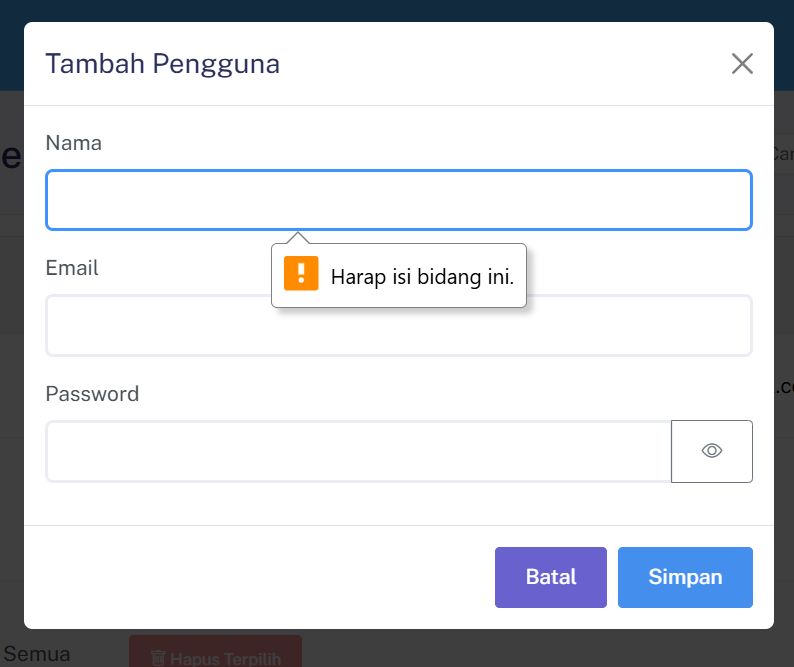 Tambah Pengguna
Nama
Harap isi bidang ini.
Email
Password
Batal
Simpan
Semua
Hapus Terpilih